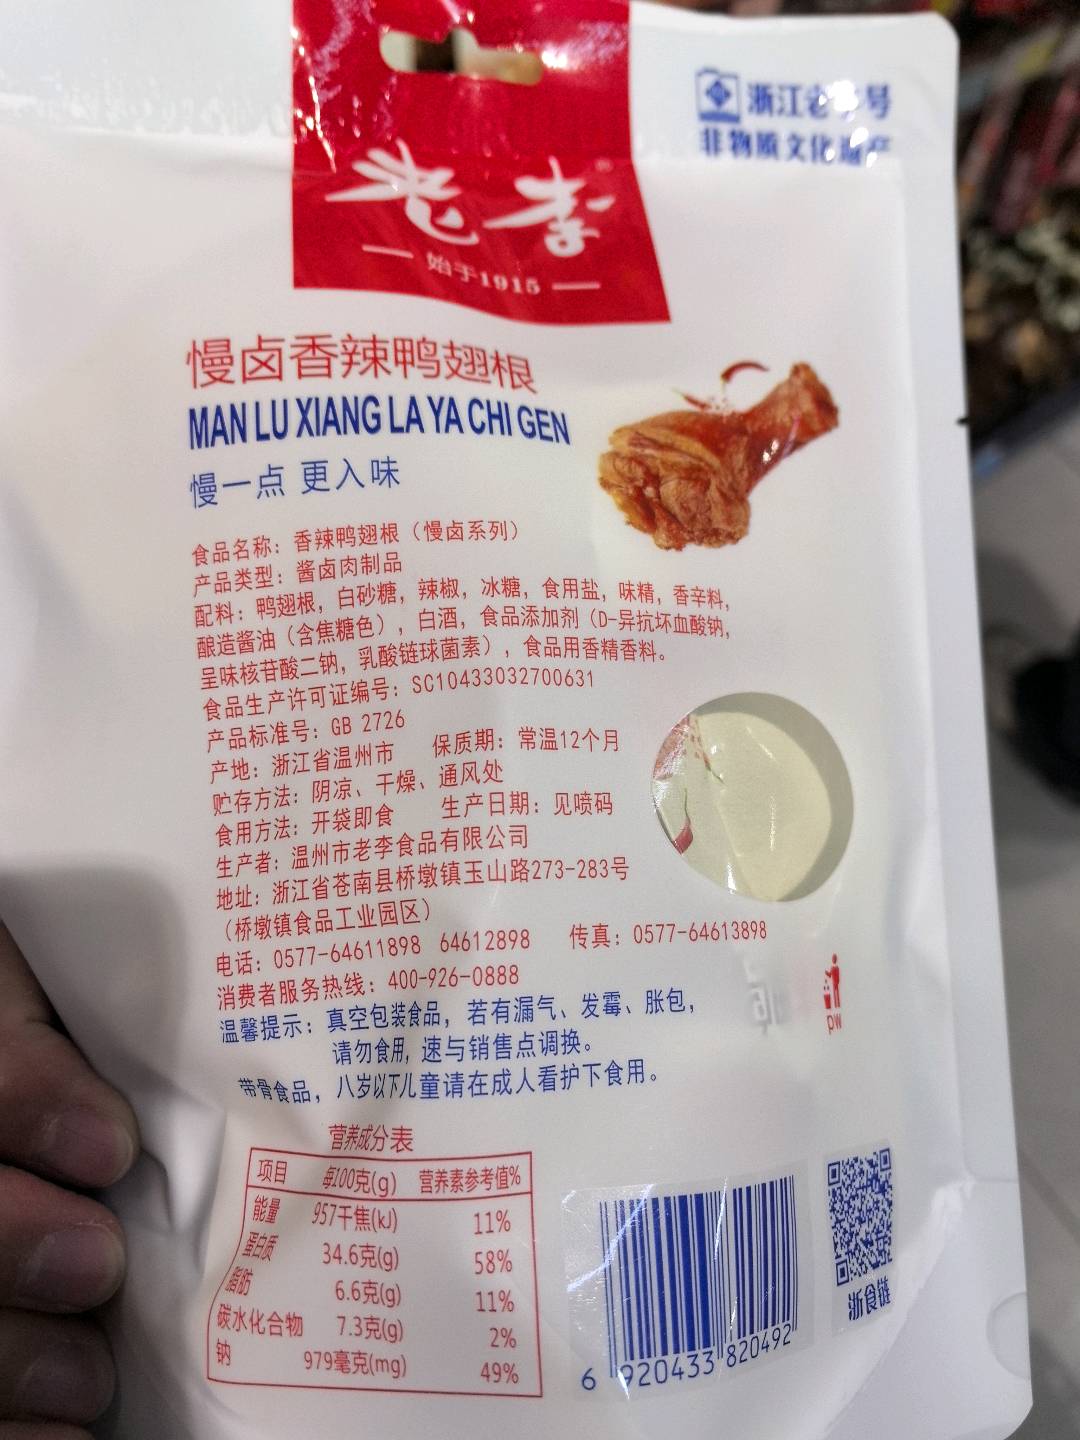 浙江老字号
非物质文化遗产
老李®
始于1915
慢卤香辣鸭翅根
MAN LU XIANG LA YA CHI GEN
慢一点 更入味
食品名称：香辣鸭翅根（慢卤系列）
产品类型：酱卤肉制品
配料：鸭翅根，白砂糖，辣椒，冰糖，食用盐，味精，香辛料，
酿造酱油（含焦糖色），白酒，食品添加剂（D-异抗坏血酸钠，
呈味核苷酸二钠，乳酸链球菌素），食品用香精香料。
食品生产许可证编号：SC10433032700631
产品标准号：GB 2726
产地：浙江省温州市 保质期：常温12个月
贮存方法：阴凉、干燥、通风处
食用方法：开袋即食 生产日期：见喷码
生产者：温州市老李食品有限公司
地址：浙江省苍南县桥墩镇玉山路273-283号
（桥墩镇食品工业园区）
电话：0577-64611898 64612898 传真：0577-64613898
消费者服务热线：400-926-0888
温馨提示：真空包装食品，若有漏气、发霉、胀包，
请勿食用，速与销售点调换。
带骨食品，八岁以下儿童请在成人看护下食用。
pw
营养成分表
项目 每100克(g) 营养素参考值%
能量 957千焦(kJ) 11%
蛋白质 34.6克(g) 58%
脂肪 6.6克(g) 11%
碳水化合物 7.3克(g) 2%
钠 979毫克(mg) 49%
6 920433 820492
浙食链